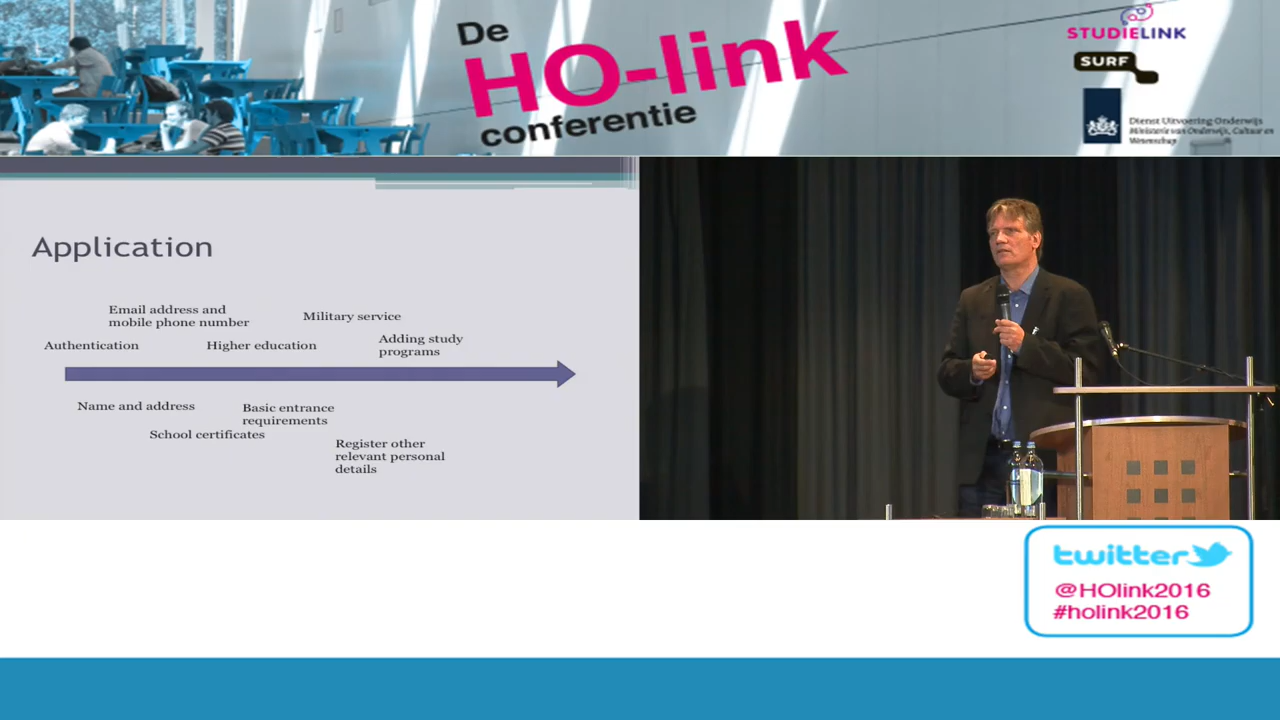 De
HO-link
conferentie
STUDIELINK
SURF
Dienst Uitvoering Onderwijs
Ministerie van Onderwijs, Cultuur en
Wetenschap
Application
Email address and
mobile phone number
Military service
Authentication
Higher education
Adding study
programs
Name and address
Basic entrance
requirements
School certificates
Register other
relevant personal
details
twitter
@HOlink2016
#holink2016